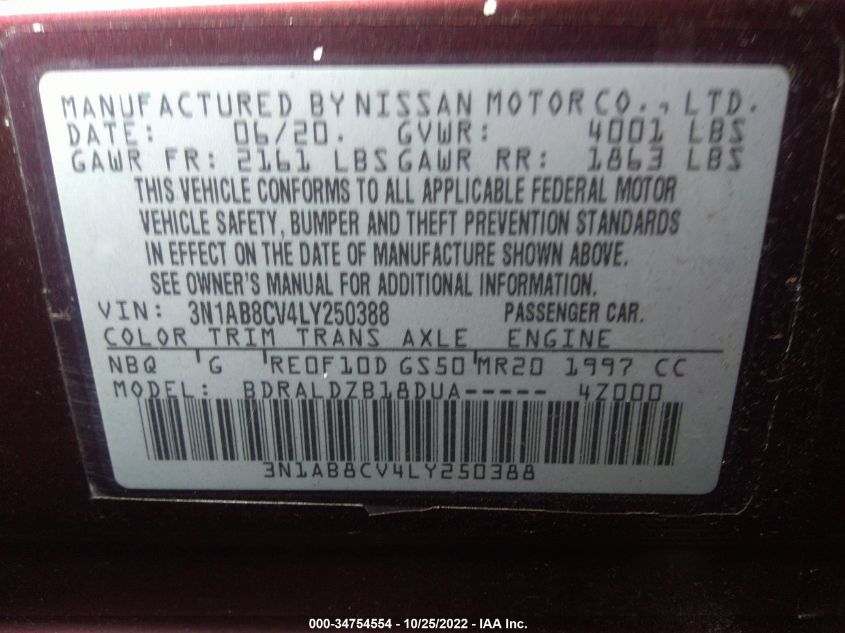 MANUFACTURED BY NISSAN MOTOR CO., LTD.
DATE: 06/20. GVWR: 4001 LBS
GAWR FR: 2161 LBS GAWR RR: 1863 LBS
THIS VEHICLE CONFORMS TO ALL APPLICABLE FEDERAL MOTOR
VEHICLE SAFETY, BUMPER AND THEFT PREVENTION STANDARDS
IN EFFECT ON THE DATE OF MANUFACTURE SHOWN ABOVE.
SEE OWNER'S MANUAL FOR ADDITIONAL INFORMATION.
VIN: 3N1AB8CV4LY250388 PASSENGER CAR.
COLOR TRIM TRANS AXLE ENGINE
NBQ 'G 'RE0F10D GS50'MR20 1997 CC
MODEL: BDRALDZB18DUA----- 4Z000
3N1AB8CV4LY250388
000-34754554 - 10/25/2022 - IAA Inc.